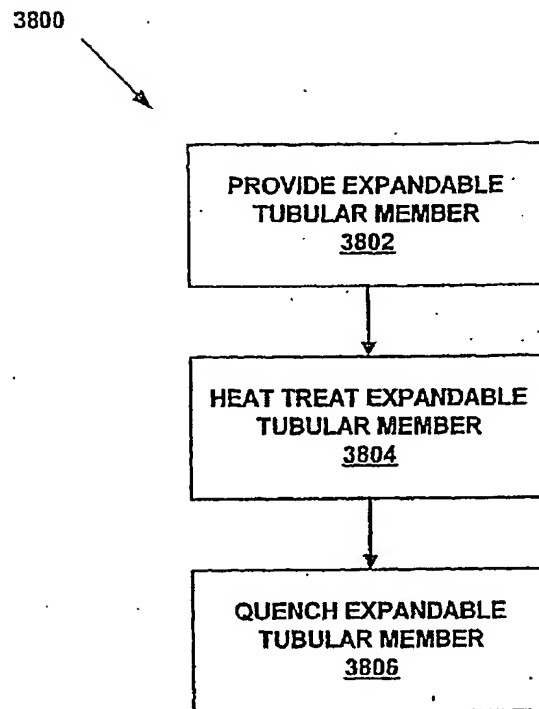 3800
PROVIDE EXPANDABLE
TUBULAR MEMBER
3802
HEAT TREAT EXPANDABLE
TUBULAR MEMBER
3804
QUENCH EXPANDABLE
TUBULAR MEMBER
3806